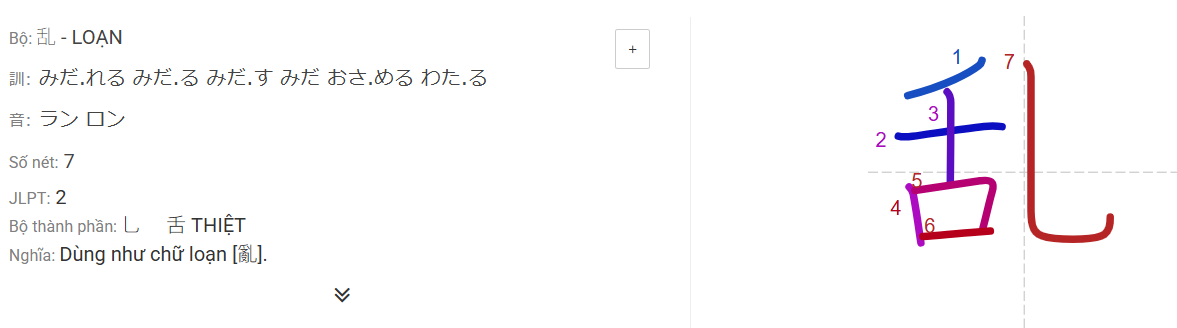 Bộ: 乱 - LOẠN
+
訓: みだ.れる みだ.る みだ.す みだ おさ.める わた.る
音: ラン ロン
Số nét: 7
JLPT: 2
Bộ thành phần: 乚 舌 THIỆT
Nghĩa: Dùng như chữ loạn [亂].
1
7
3
2
5
4
6